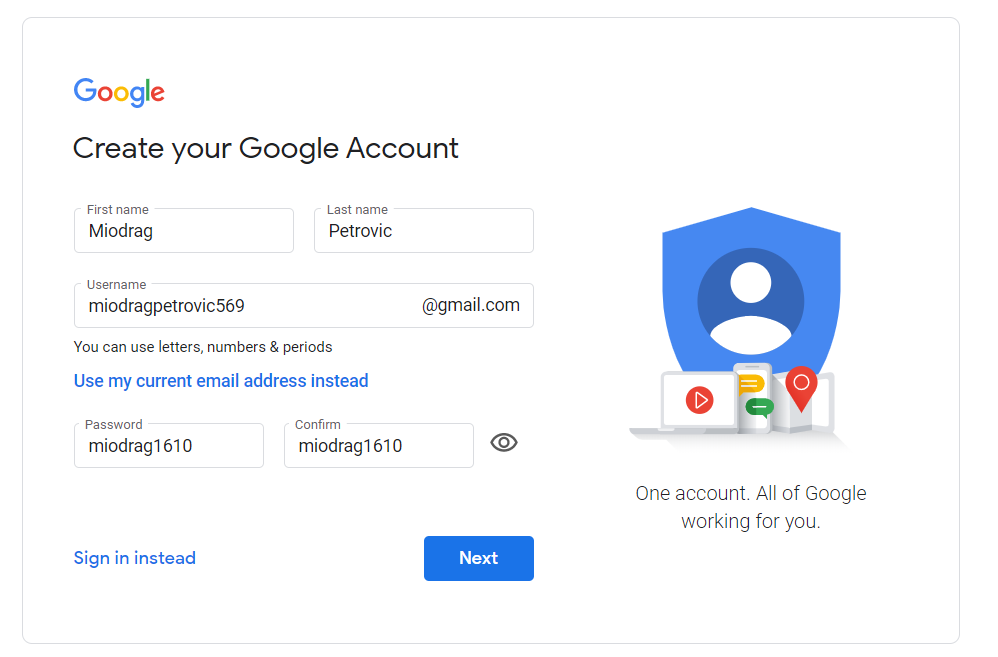 Google
Create your Google Account
First name
Miodrag
Last name
Petrovic
Username
miodragpetrovic569
@gmail.com
You can use letters, numbers & periods
Use my current email address instead
Password
miodrag1610
Confirm
miodrag1610
Sign in instead
Next
One account. All of Google
working for you.